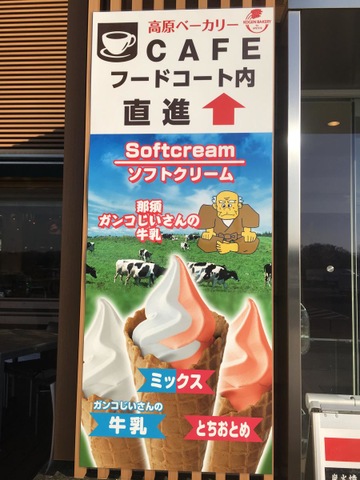 高原ベーカリー
KOGEN BAKERY
CAFE
フードコート内
直進
Softcream
ソフトクリーム
那須
ガンコじいさんの
牛乳
ミックス
ガンコじいさんの
牛乳
とちおとめ